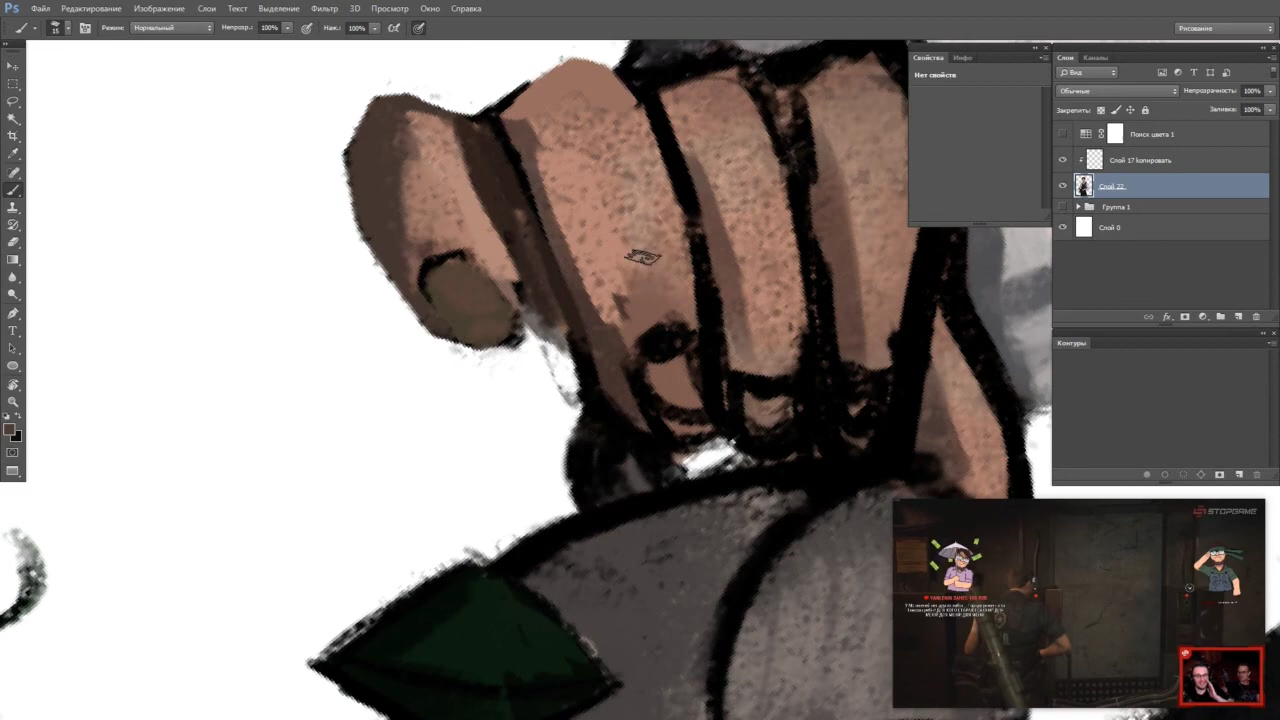 Ps Файл Редактирование Изображение Слои Текст Выделение Фильтр 3D Просмотр Окно Справка
15 Режим: Нормальный Непрозр.: 100% Наж.: 100% Рисование
Свойства Инфо
Нет свойств
Слои Каналы
Вид
Обычные Непрозрачность: 100%
Закрепить: Заливка: 100%
Поиск цвета 1
Слой 17 копировать
Слой 22
Группа 1
Слой 0
Контуры
STOPGAME